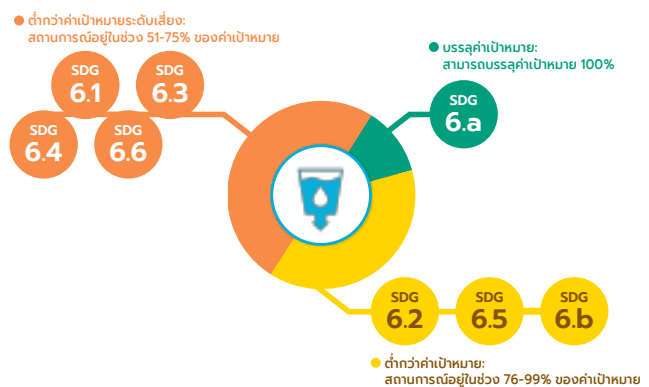 ต่ำกว่าค่าเป้าหมายระดับเสี่ยง:
สถานการณ์อยู่ในช่วง 51-75% ของค่าเป้าหมาย
SDG
6.1
SDG
6.3
SDG
6.4
SDG
6.6
บรรลุค่าเป้าหมาย:
สามารถบรรลุค่าเป้าหมาย 100%
SDG
6.a
SDG
6.2
SDG
6.5
SDG
6.b
ต่ำกว่าค่าเป้าหมาย:
สถานการณ์อยู่ในช่วง 76-99% ของค่าเป้าหมาย